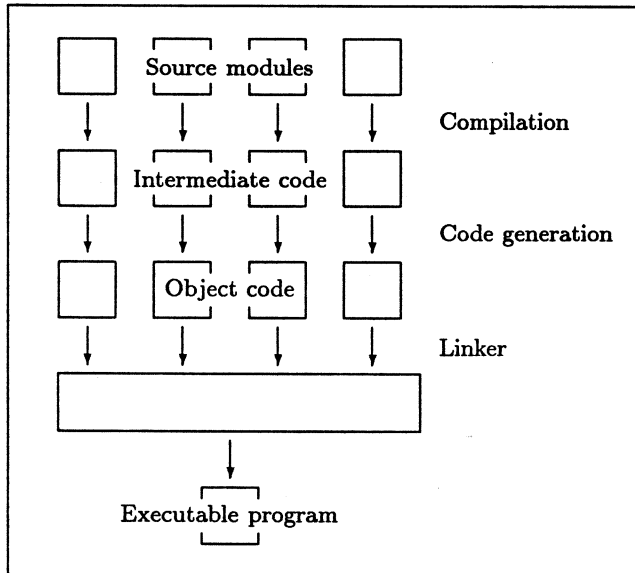 Source modules
Compilation
Intermediate code
Code generation
Object code
Linker
Executable program